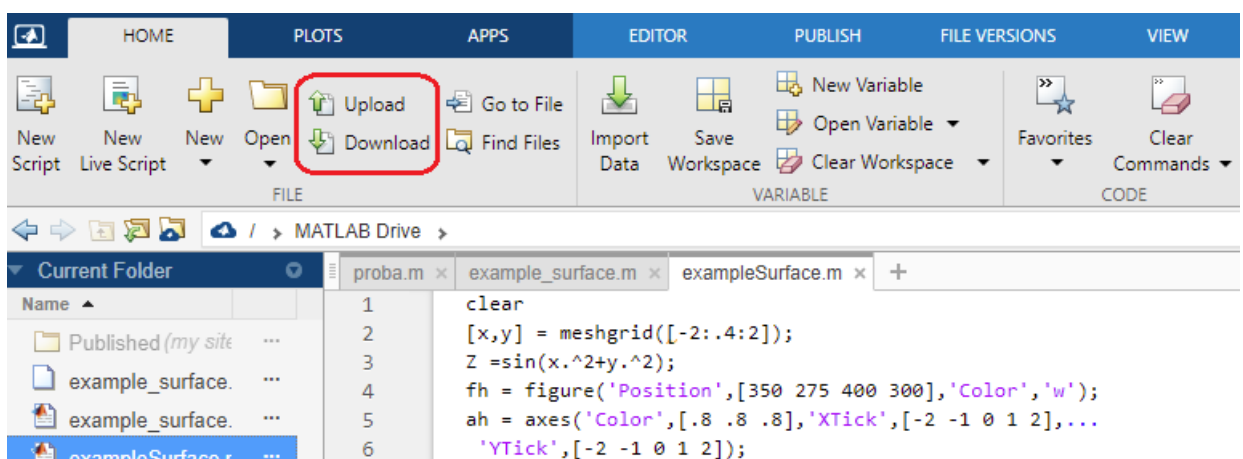 HOME PLOTS APPS EDITOR PUBLISH FILE VERSIONS VIEW
New Script
New Live Script
New
Open
Upload
Download
Go to File
Find Files
FILE
Import Data
Save Workspace
New Variable
Open Variable
Clear Workspace
VARIABLE
Favorites
Clear Commands
CODE
/ > MATLAB Drive >
Current Folder
Name
Published (my site
example_surface.
example_surface.
exampleSurface.
proba.m × example_surface.m × exampleSurface.m × +
1 clear
2 [x,y] = meshgrid([-2:.4:2]);
3 Z =sin(x.^2+y.^2);
4 fh = figure('Position',[350 275 400 300],'Color','w');
5 ah = axes('Color',[.8 .8 .8],'XTick',[-2 -1 0 1 2],...
6 'YTick',[-2 -1 0 1 2]);